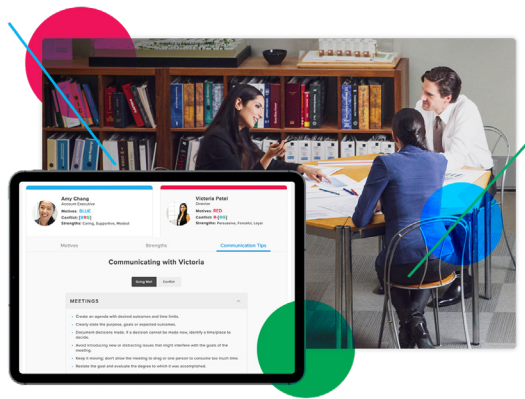 Amy Chang
Account Executive
Motives: BLUE
Conflict: [BRG]
Strengths: Caring, Supportive, Modest
Victoria Patel
Director
Motives: RED
Conflict: R-[BG]
Strengths: Persuasive, Forceful, Loyal
Motives
Strengths
Communication Tips
Communicating with Victoria
Going Well
Conflict
MEETINGS
• Create an agenda with desired outcomes and time limits.
• Clearly state the purpose, goals or expected outcomes.
• Document decisions made. If a decision cannot be made now, identify a time/place to
decide.
• Avoid introducing new or distracting issues that might interfere with the goals of the
meeting.
• Keep it moving; don't allow the meeting to drag or one person to consume too much time.
• Restate the goal and evaluate the degree to which it was accomplished.